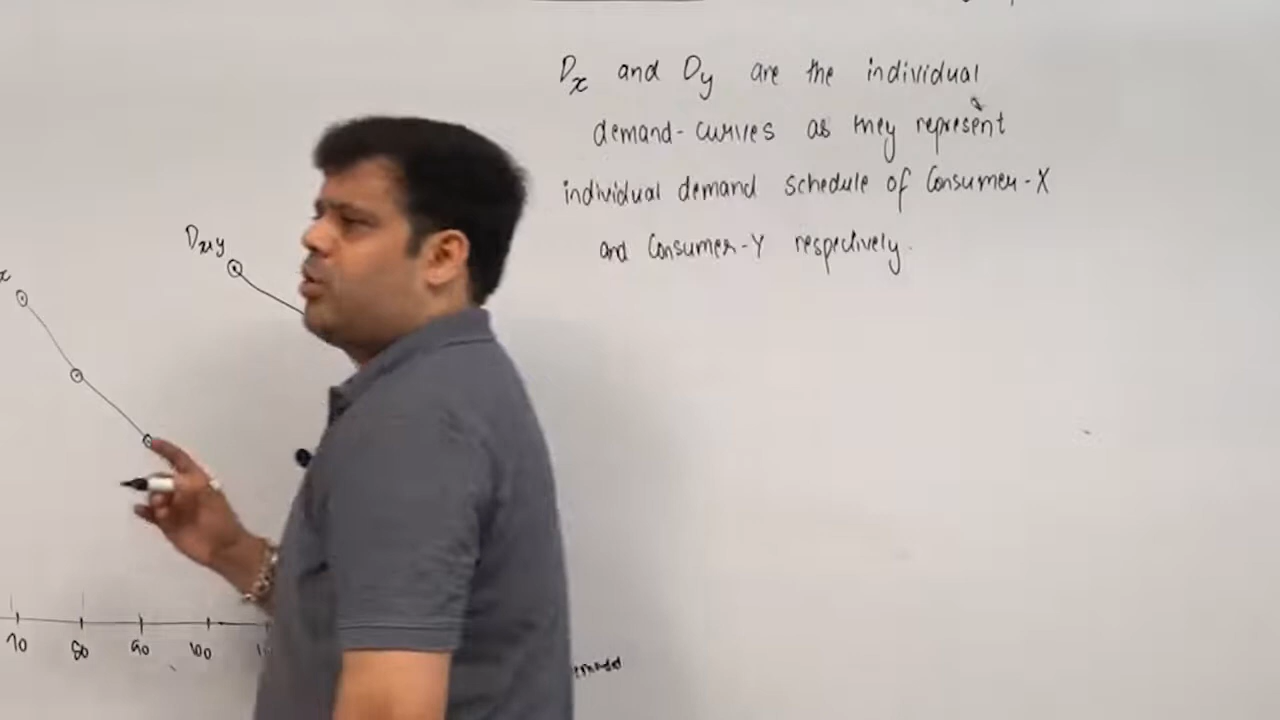 Dx and Dy are the individual
demand-curves as they represent
individual demand schedule of Consumer-X
and Consumer-Y respectively.
Dx+y
x
70 80 90 100